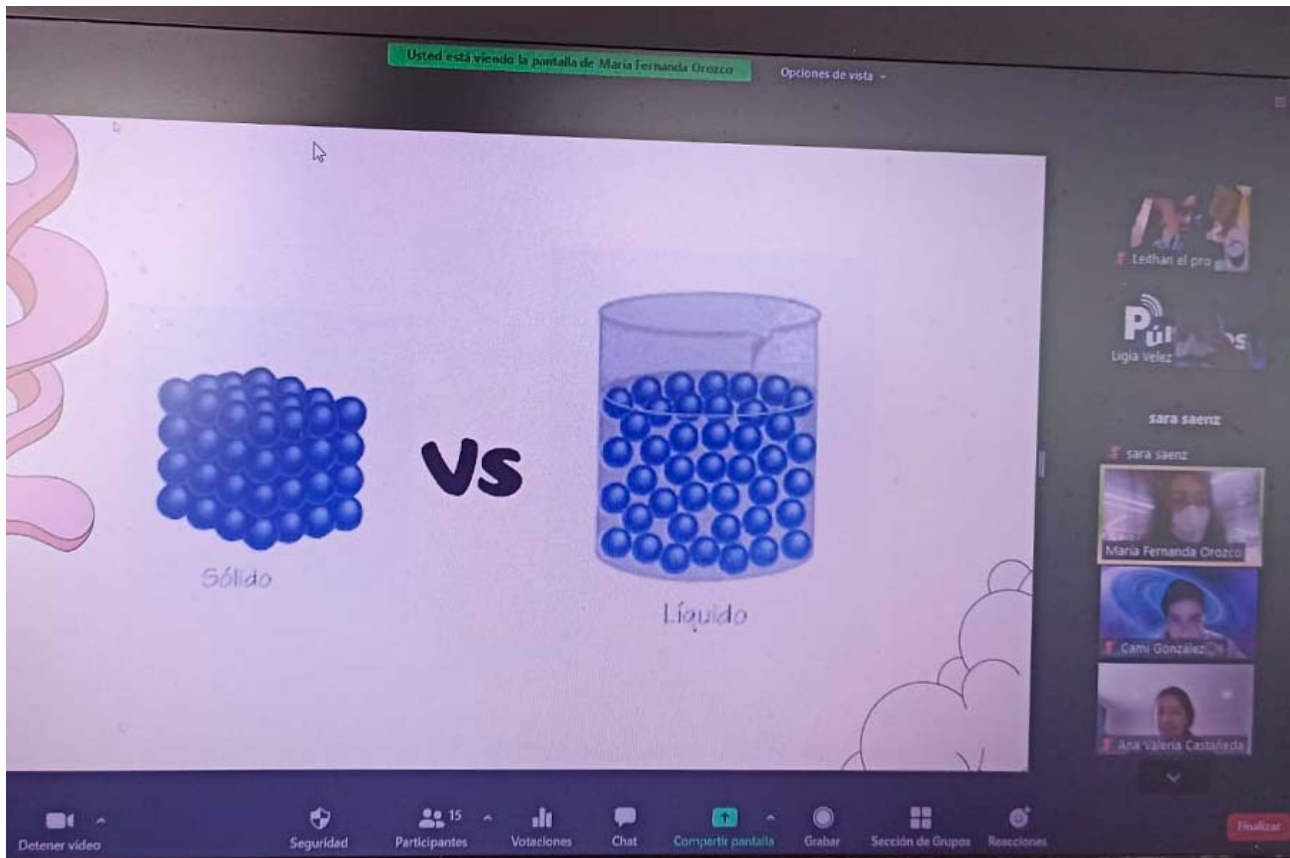 Usted está viendo la pantalla de María Fernanda Orozco
Opciones de vista
Sólido
Vs
Líquido
Ledhan el pro
Ligia Velez
sara saenz
sara saenz
María Fernanda Orozco
Cami González
Ana Valeria Castañeda
Detener video
Seguridad
Participantes
15
Votaciones
Chat
Compartir pantalla
Grabar
Sección de Grupos
Reacciones
Finalizar